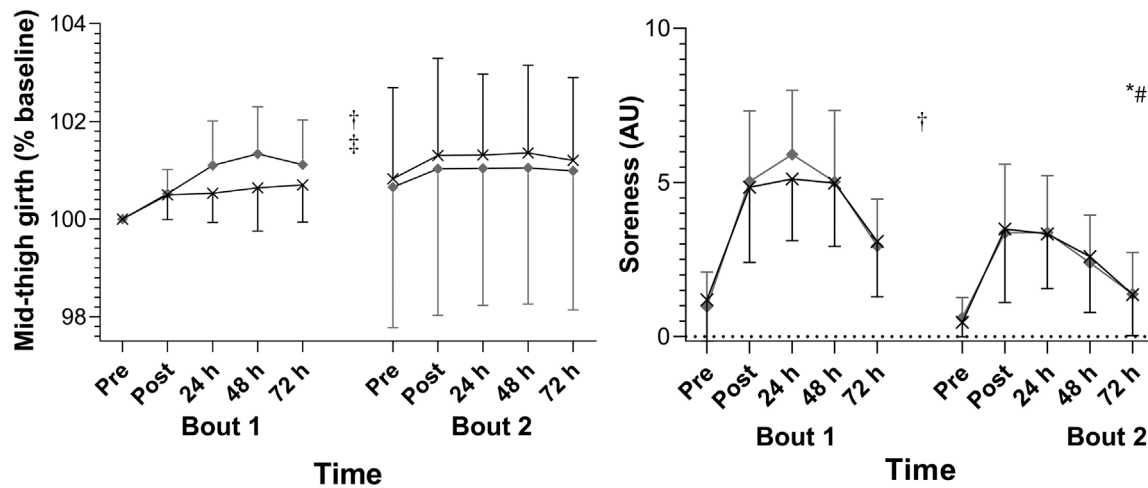 Mid-thigh girth (% baseline)
104
102
100
98
†
‡
Pre
Post
24 h
48 h
72 h
Pre
Post
24 h
48 h
72 h
Bout 1
Bout 2
Time
Soreness (AU)
10
5
0
†
*#
Pre
Post
24 h
48 h
72 h
Pre
Post
24 h
48 h
72 h
Bout 1
Bout 2
Time